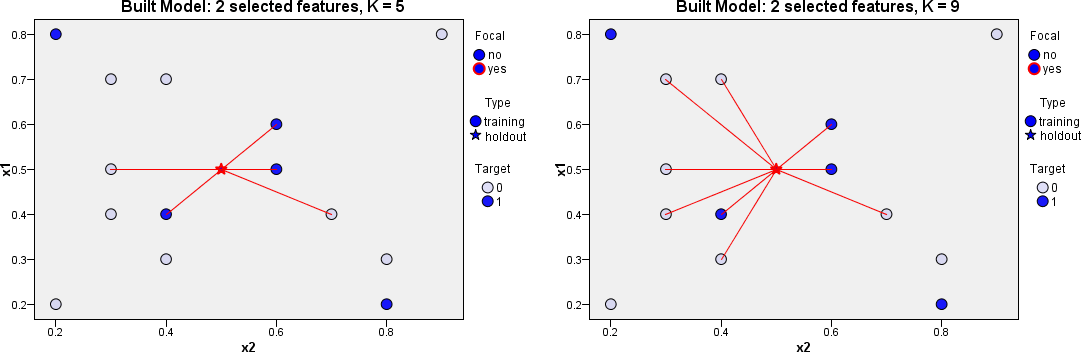 Built Model: 2 selected features, K = 5
0.8
0.7
0.6
0.5
0.4
0.3
0.2
x1
0.2
0.4
0.6
0.8
x2
Focal
no
yes
Type
training
holdout
Target
0
1
Built Model: 2 selected features, K = 9
0.8
0.7
0.6
0.5
0.4
0.3
0.2
x1
0.2
0.4
0.6
0.8
x2
Focal
no
yes
Type
training
holdout
Target
0
1